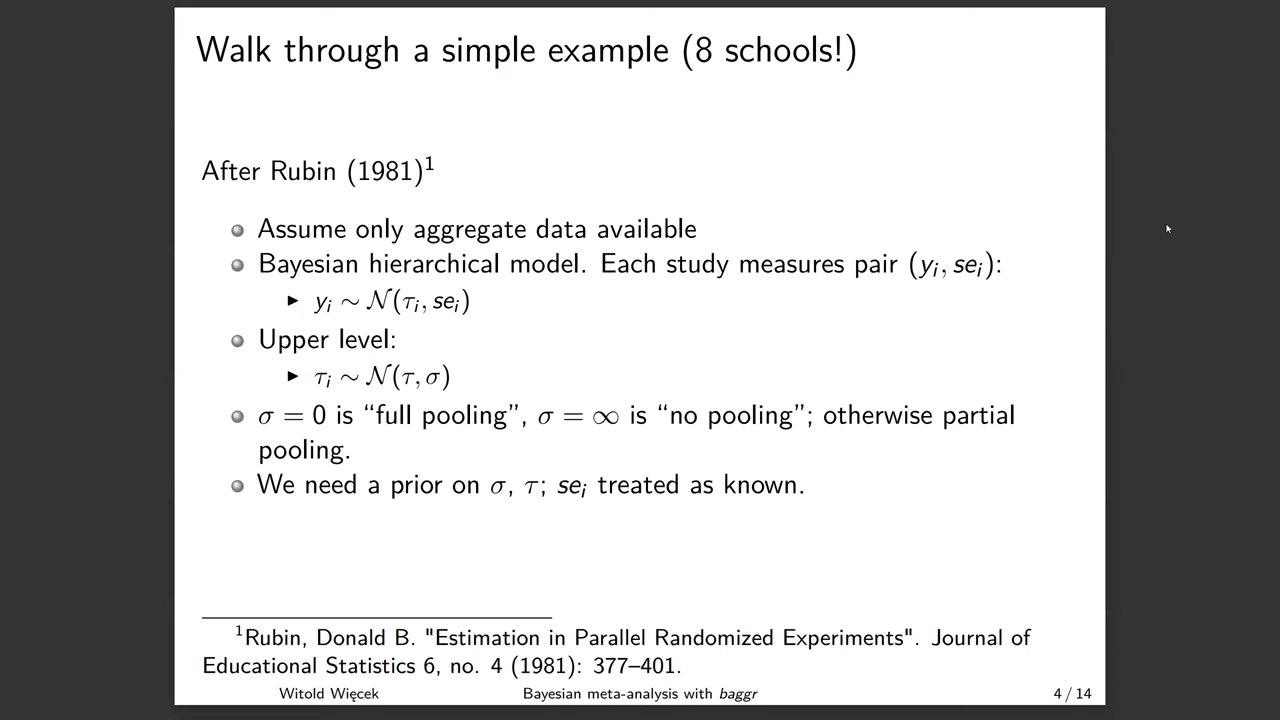 Walk through a simple example (8 schools!)
After Rubin (1981)¹
Assume only aggregate data available
Bayesian hierarchical model. Each study measures pair (yᵢ, seᵢ):
yᵢ ∼ 𝒩(τᵢ, seᵢ)
Upper level:
τᵢ ∼ 𝒩(τ, σ)
σ = 0 is “full pooling”, σ = ∞ is “no pooling”; otherwise partial
pooling.
We need a prior on σ, τ; seᵢ treated as known.
¹Rubin, Donald B. "Estimation in Parallel Randomized Experiments". Journal of
Educational Statistics 6, no. 4 (1981): 377–401.
Witold Więcek Bayesian meta-analysis with baggr 4 / 14